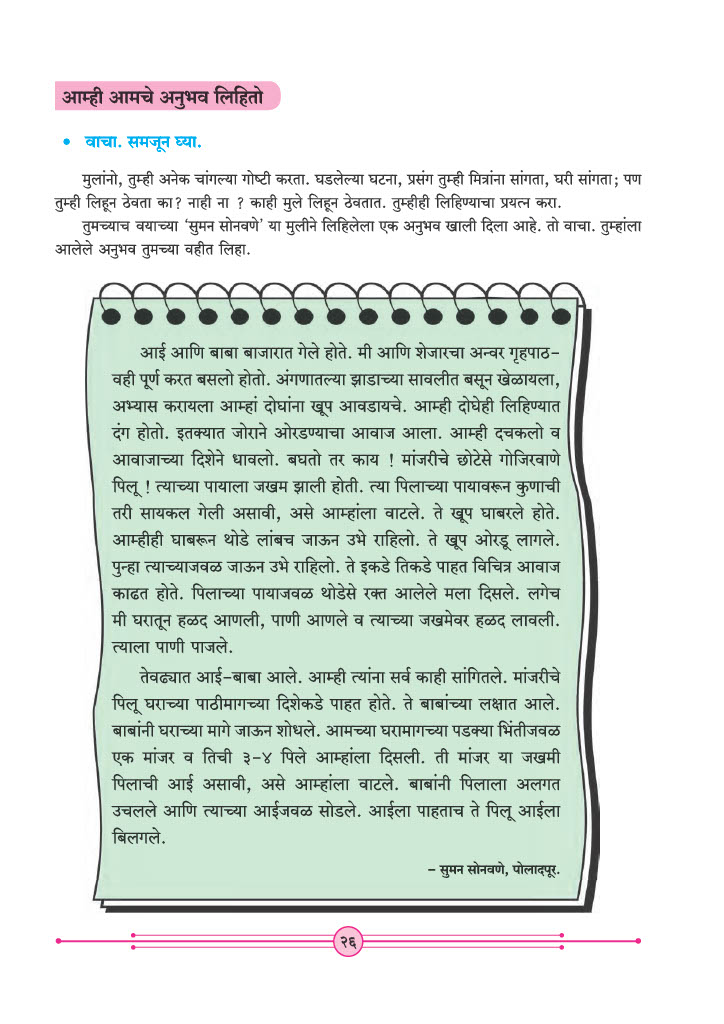 आम्ही आमचे अनुभव लिहितो
• वाचा. समजून घ्या.
मुलांनो, तुम्ही अनेक चांगल्या गोष्टी करता. घडलेल्या घटना, प्रसंग तुम्ही मित्रांना सांगता, घरी सांगता; पण
तुम्ही लिहून ठेवता का? नाही ना ? काही मुले लिहून ठेवतात. तुम्हीही लिहिण्याचा प्रयत्न करा.
तुमच्याच वयाच्या ‘सुमन सोनवणे’ या मुलीने लिहिलेला एक अनुभव खाली दिला आहे. तो वाचा. तुम्हांला
आलेले अनुभव तुमच्या वहीत लिहा.
आई आणि बाबा बाजारात गेले होते. मी आणि शेजारचा अन्वर गृहपाठ–
वही पूर्ण करत बसलो होतो. अंगणातल्या झाडाच्या सावलीत बसून खेळायला,
अभ्यास करायला आम्हां दोघांना खूप आवडायचे. आम्ही दोघेही लिहिण्यात
दंग होतो. इतक्यात जोराने ओरडण्याचा आवाज आला. आम्ही दचकलो व
आवाजाच्या दिशेने धावलो. बघतो तर काय ! मांजरीचे छोटेसे गोजिरवाणे
पिलू ! त्याच्या पायाला जखम झाली होती. त्या पिलाच्या पायावरून कुणाची
तरी सायकल गेली असावी, असे आम्हांला वाटले. ते खूप घाबरले होते.
आम्हीही घाबरून थोडे लांबच जाऊन उभे राहिलो. ते खूप ओरडू लागले.
पुन्हा त्याच्याजवळ जाऊन उभे राहिलो. ते इकडे तिकडे पाहत विचित्र आवाज
काढत होते. पिलाच्या पायाजवळ थोडेसे रक्त आलेले मला दिसले. लगेच
मी घरातून हळद आणली, पाणी आणले व त्याच्या जखमेवर हळद लावली.
त्याला पाणी पाजले.
तेवढ्यात आई–बाबा आले. आम्ही त्यांना सर्व काही सांगितले. मांजरीचे
पिलू घराच्या पाठीमागच्या दिशेकडे पाहत होते. ते बाबांच्या लक्षात आले.
बाबांनी घराच्या मागे जाऊन शोधले. आमच्या घरामागच्या पडक्या भिंतीजवळ
एक मांजर व तिची ३–४ पिले आम्हांला दिसली. ती मांजर या जखमी
पिलाची आई असावी, असे आम्हांला वाटले. बाबांनी पिलाला अलगत
उचलले आणि त्याच्या आईजवळ सोडले. आईला पाहताच ते पिलू आईला
बिलगले.
– सुमन सोनवणे, पोलादपूर.
२६